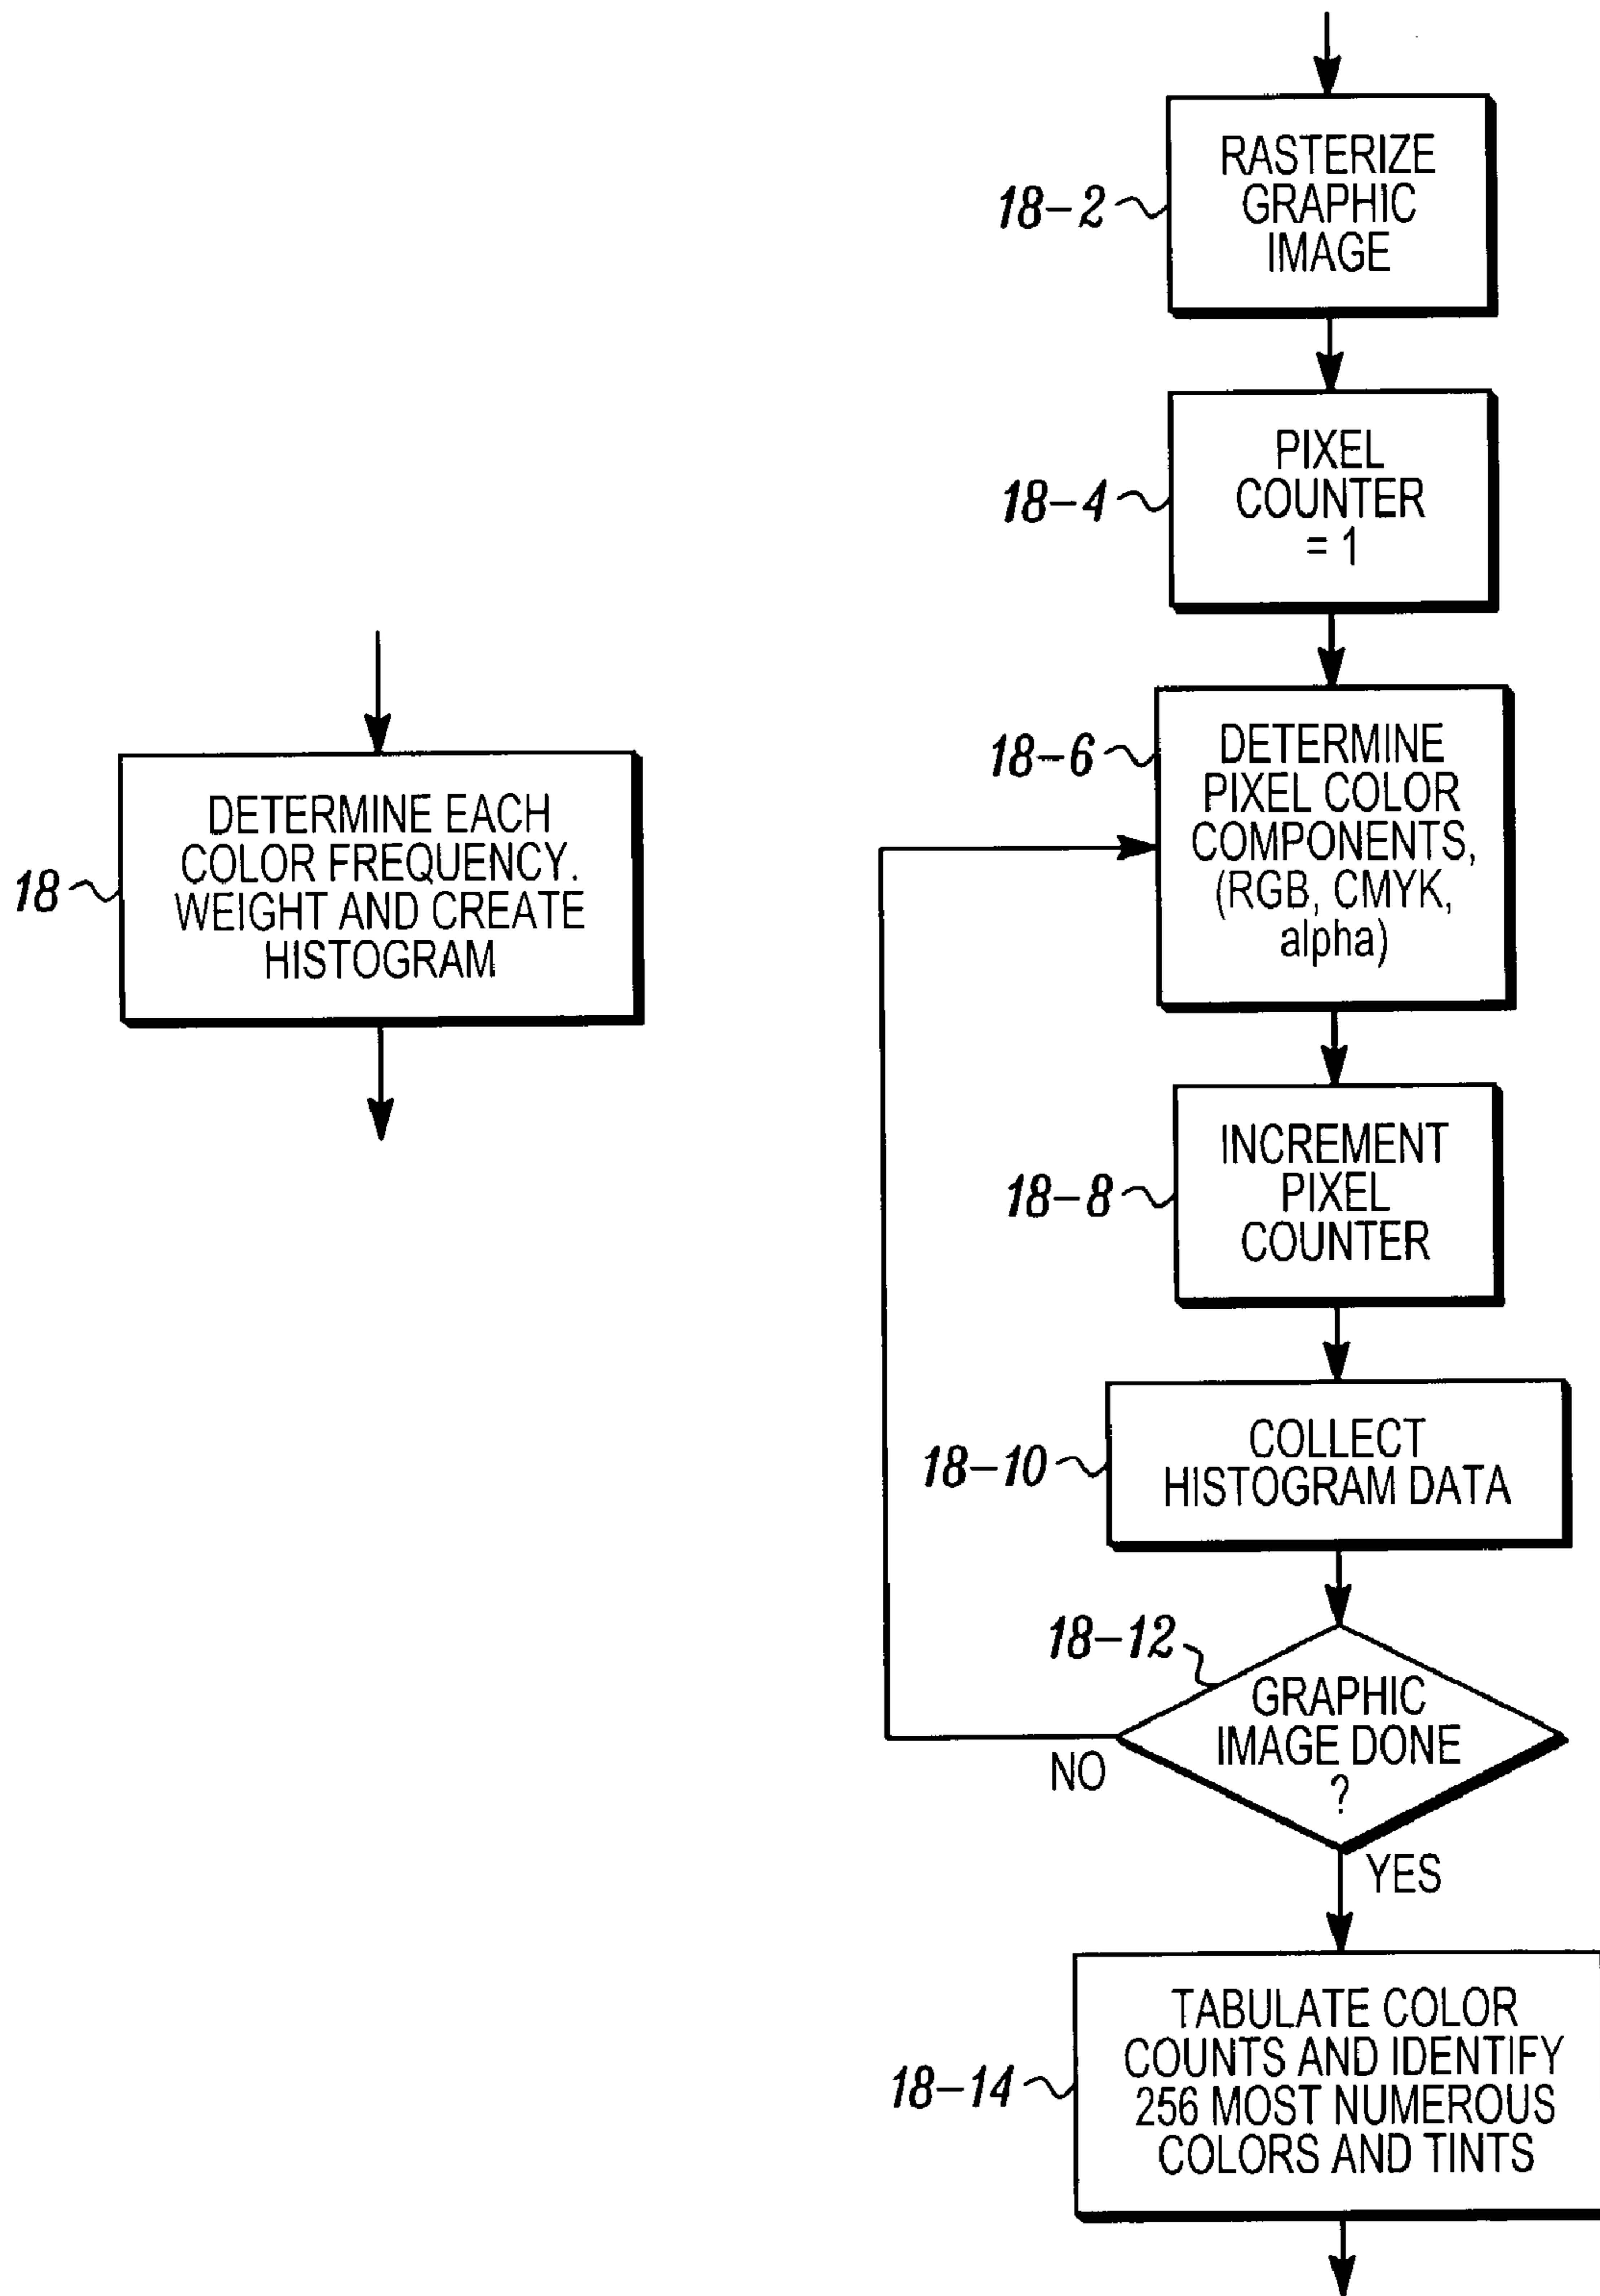 18
DETERMINE EACH
COLOR FREQUENCY.
WEIGHT AND CREATE
HISTOGRAM
18-2
RASTERIZE
GRAPHIC
IMAGE
18-4
PIXEL
COUNTER
= 1
18-6
DETERMINE
PIXEL COLOR
COMPONENTS,
(RGB, CMYK,
alpha)
18-8
INCREMENT
PIXEL
COUNTER
18-10
COLLECT
HISTOGRAM DATA
18-12
GRAPHIC
IMAGE DONE
?
NO
YES
18-14
TABULATE COLOR
COUNTS AND IDENTIFY
256 MOST NUMEROUS
COLORS AND TINTS